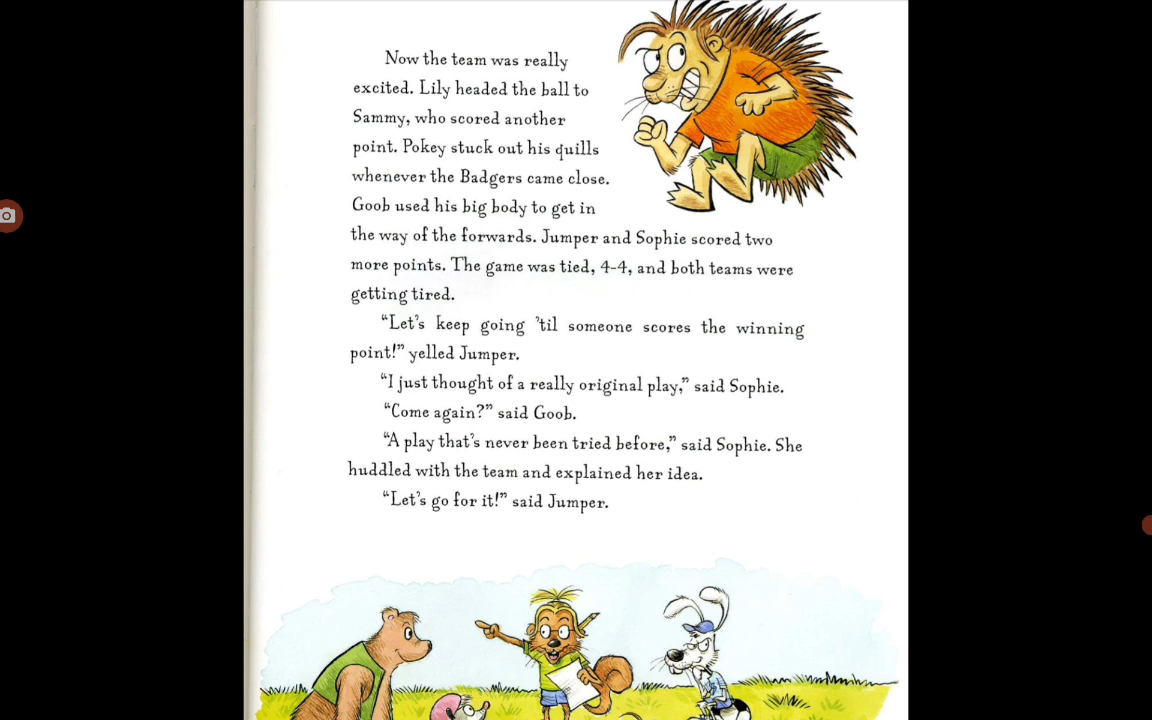 Now the team was really
excited. Lily headed the ball to
Sammy, who scored another
point. Pokey stuck out his quills
whenever the Badgers came close.
Goob used his big body to get in
the way of the forwards. Jumper and Sophie scored two
more points. The game was tied, 4-4, and both teams were
getting tired.
“Let’s keep going ’til someone scores the winning
point!” yelled Jumper.
“I just thought of a really original play,” said Sophie.
“Come again?” said Goob.
“A play that’s never been tried before,” said Sophie. She
huddled with the team and explained her idea.
“Let’s go for it!” said Jumper.